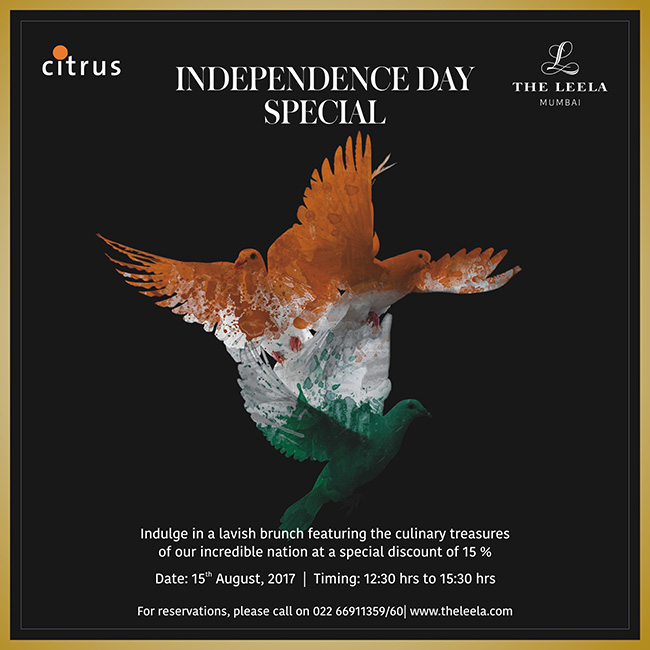 citrus
INDEPENDENCE DAY
SPECIAL
L
THE LEELA
MUMBAI
Indulge in a lavish brunch featuring the culinary treasures
of our incredible nation at a special discount of 15 %
Date: 15th August, 2017 | Timing: 12:30 hrs to 15:30 hrs
For reservations, please call on 022 66911359/60| www.theleela.com